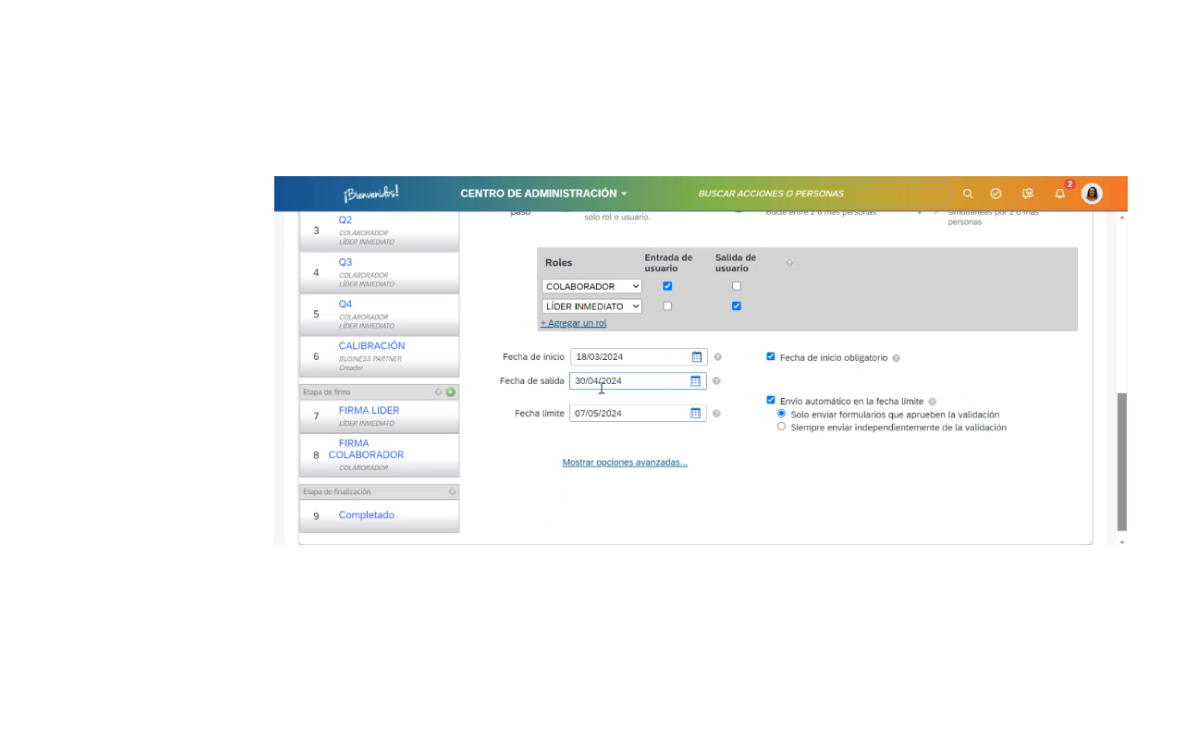 ¡Bienvenidos!
CENTRO DE ADMINISTRACIÓN
BUSCAR ACCIONES O PERSONAS
2
paso
solo rol o usuario.
Bucle entre 2 o más personas.
simultáneas por 2 o más
personas
3
Q2
COLABORADOR
LÍDER INMEDIATO
4
Q3
COLABORADOR
LÍDER INMEDIATO
5
Q4
COLABORADOR
LÍDER INMEDIATO
6
CALIBRACIÓN
BUSINESS PARTNER
Creador
Etapa de firma
7
FIRMA LIDER
LÍDER INMEDIATO
8
FIRMA
COLABORADOR
COLABORADOR
Etapa de finalización
9
Completado
Roles
Entrada de
usuario
Salida de
usuario
COLABORADOR
LÍDER INMEDIATO
+ Agregar un rol
Fecha de inicio 18/03/2024
Fecha de inicio obligatorio
Fecha de salida 30/04/2024
Fecha límite 07/05/2024
Envío automático en la fecha límite
Solo enviar formularios que aprueben la validación
Siempre enviar independientemente de la validación
Mostrar opciones avanzadas...